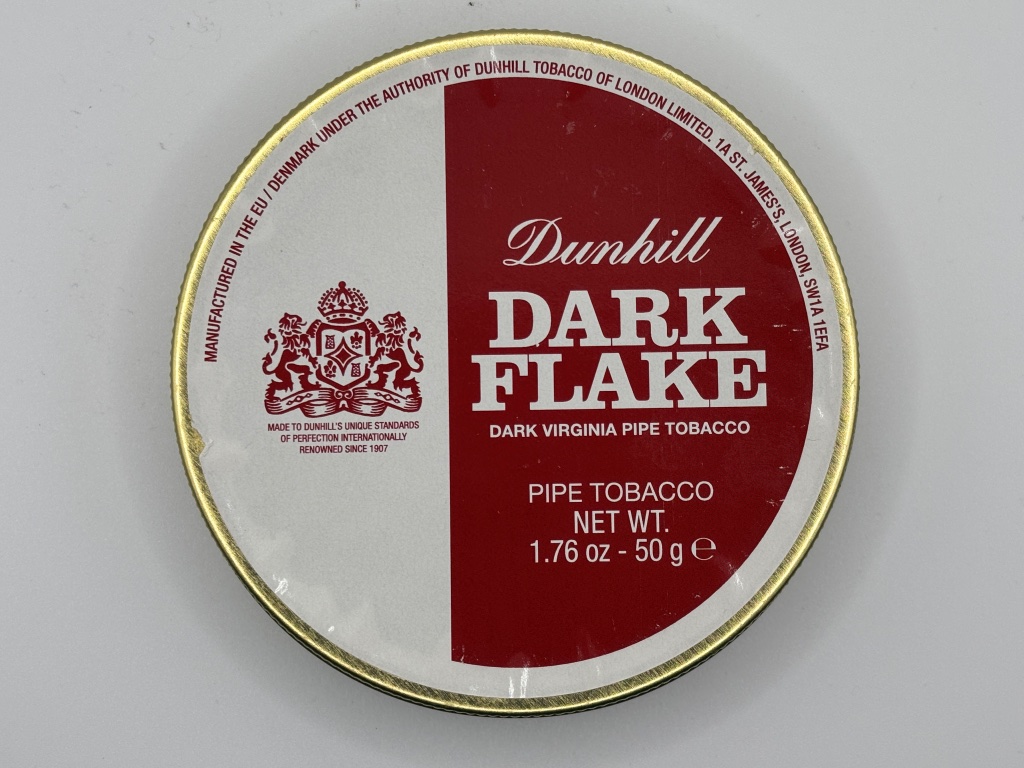 MANUFACTURED IN THE EU / DENMARK UNDER THE AUTHORITY OF DUNHILL TOBACCO OF LONDON LIMITED. 1A ST. JAMES'S, LONDON, SW1A 1EFA
Dunhill
DARK
FLAKE
DARK VIRGINIA PIPE TOBACCO
PIPE TOBACCO
NET WT.
1.76 oz - 50 g ℮
MADE TO DUNHILL'S UNIQUE STANDARDS
OF PERFECTION INTERNATIONALLY
RENOWNED SINCE 1907